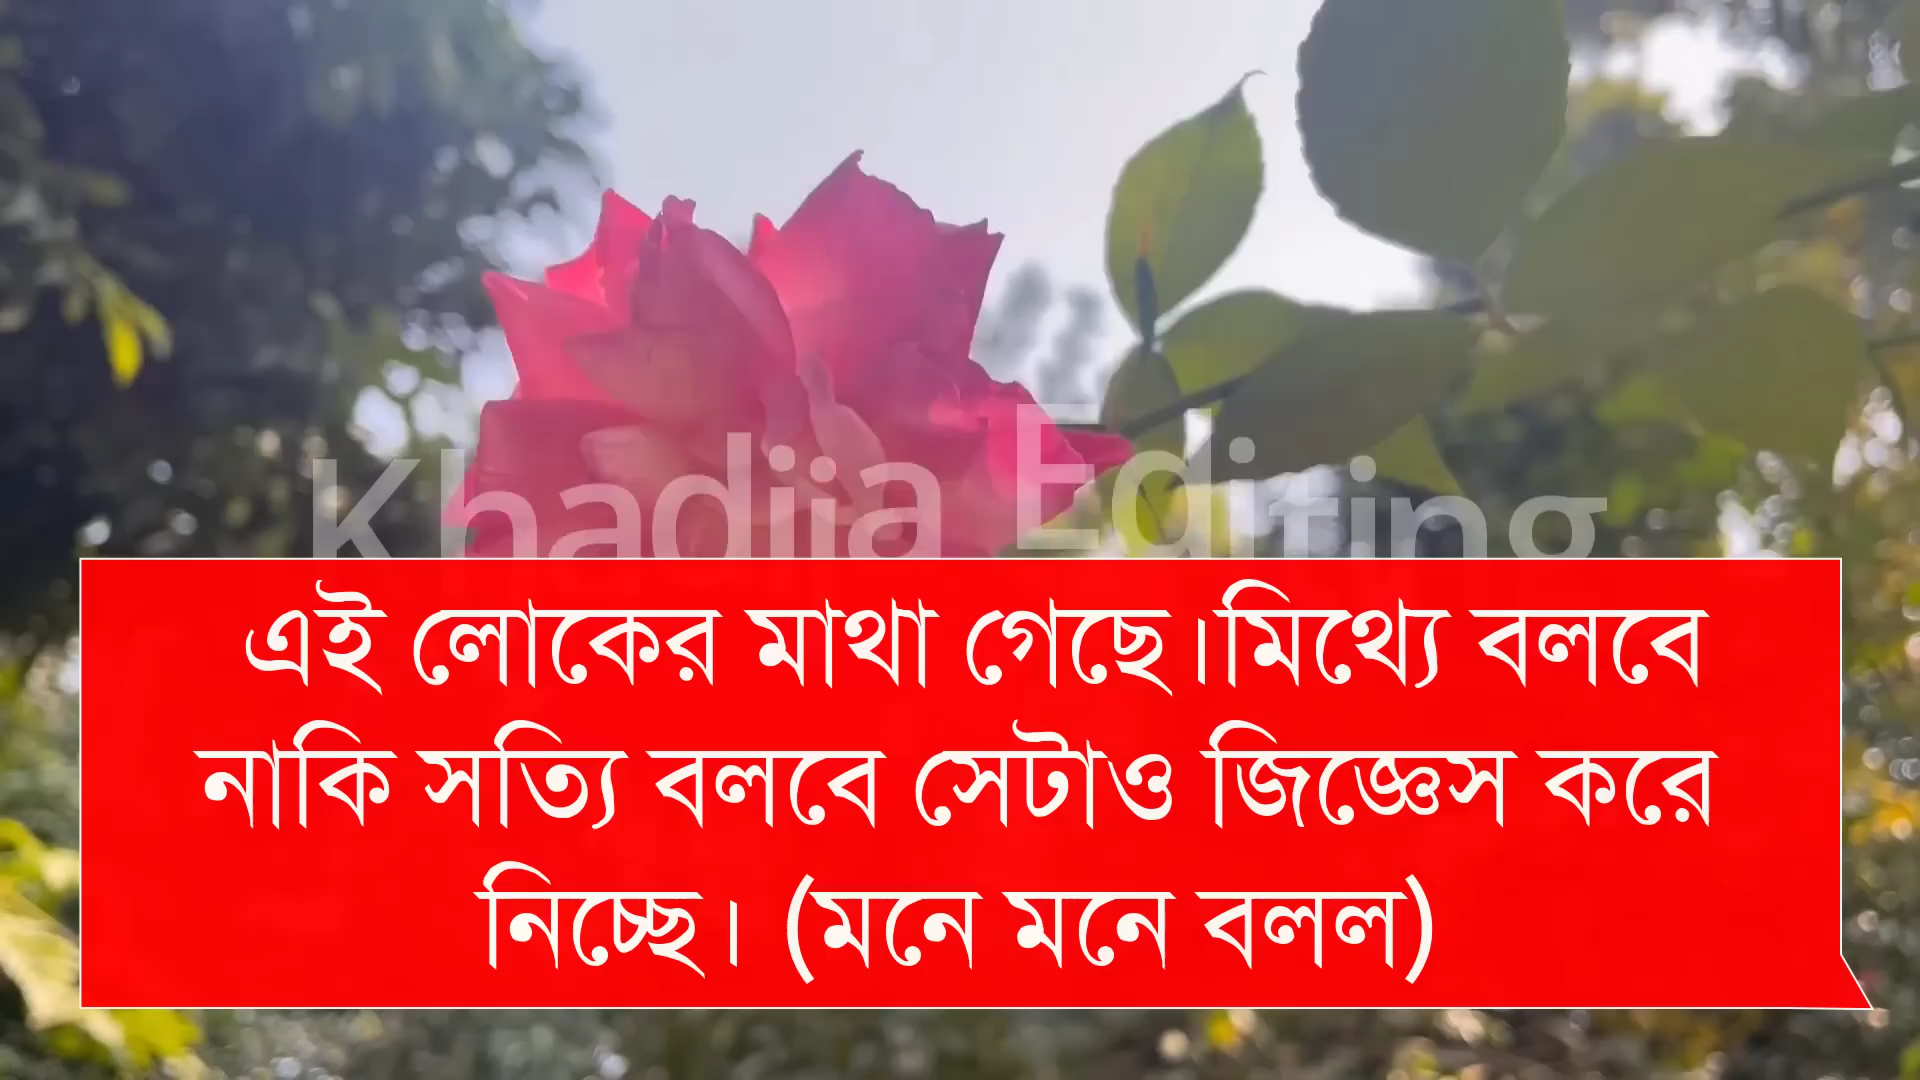 Khadija Editing
এই লোকের মাথা গেছে।মিথ্যে বলবে
নাকি সত্যি বলবে সেটাও জিজ্ঞেস করে
নিচ্ছে। (মনে মনে বলল)